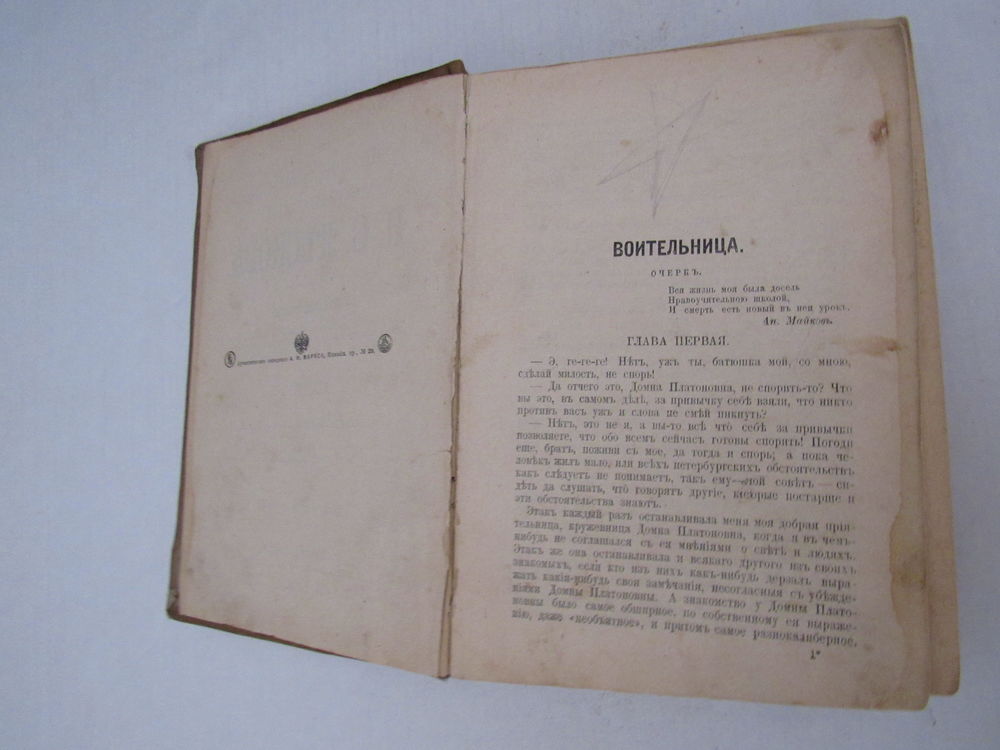 А. Ф. МАРКСА, № 29.
ВОИТЕЛЬНИЦА.
ОЧЕРКЪ.
Вся жизнь моя была доселѣ
Нравоучительною школой,
И смерть есть новый въ ней урокъ.
Ап. Майковъ.
ГЛАВА ПЕРВАЯ.
— Э, ге-ге-ге! Нѣтъ, ужъ ты, батюшка мой, со мною,
сдѣлай милость, не спорь!
— Да отчего это, Домна Платоновна, не спорить-то? Что
вы это, въ самомъ дѣлѣ, за привычку себѣ взяли, что никто
противъ васъ ужъ и слова не смѣй пикнуть?
— Нѣтъ, это не я, а вы-то всѣ что себѣ за привычки
позволяете, что обо всемъ сейчасъ готовы спорить! Погоди
еще, братъ, поживи съ мое, да тогда и спорь; а пока че-
ловѣкъ жилъ мало, или всѣхъ петербургскихъ обстоятельствъ
какъ слѣдуетъ не понимаетъ, такъ ему — мой совѣтъ — си-
дѣть да слушать, что говорятъ другіе, которые постарше и
эти обстоятельства знаютъ.
Этакъ каждый разъ останавливала меня моя добрая прія-
тельница, кружевница Домна Платоновна, когда я въ чемъ-
нибудь не соглашался съ ея мнѣніями о свѣтѣ и людяхъ.
Этакъ же она останавливала и всякаго другого изъ своихъ
знакомыхъ, если кто изъ нихъ какъ-нибудь дерзалъ выра-
жать какія-нибудь свои замѣчанія, несогласныя съ убѣжде-
ніями Домны Платоновны. А знакомство у Домны Плато-
новны было самое обширное, по собственному ея выраже-
нію, даже «необъятное», и притомъ самое разнокалиберное.
1*